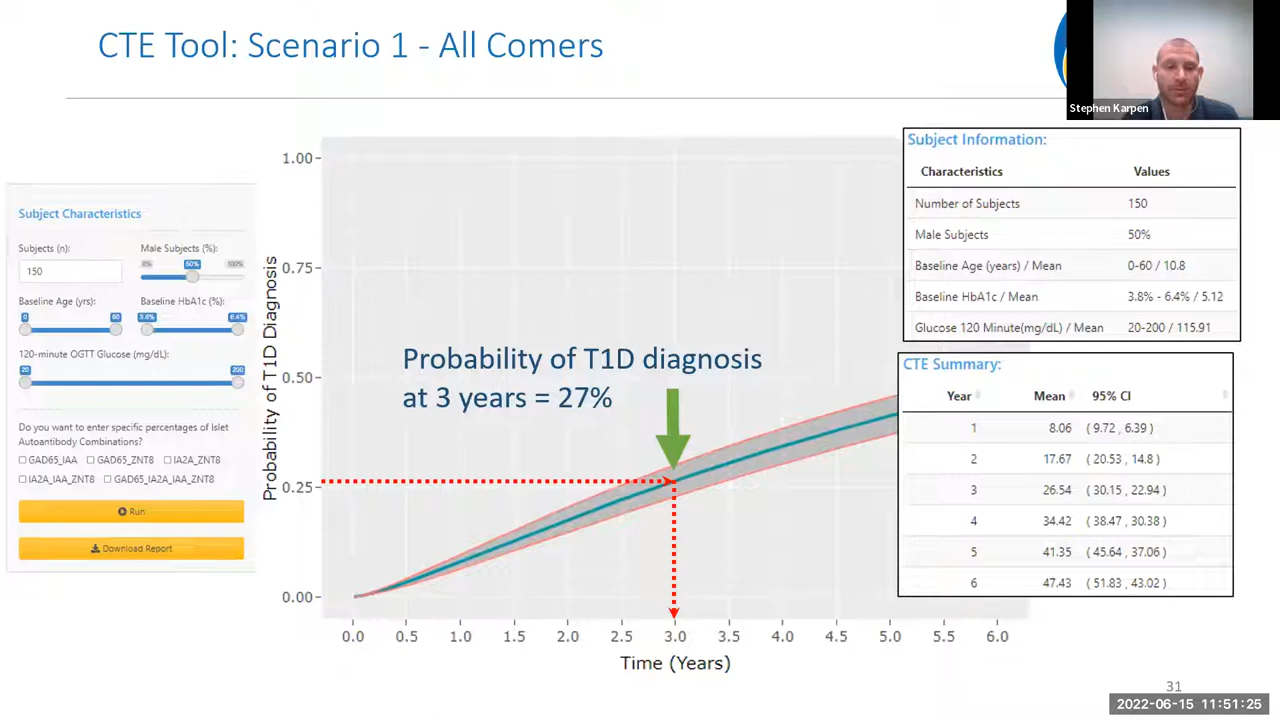 CTE Tool: Scenario 1 - All Comers
Stephen Karpen
Subject Characteristics
Subjects (n):
Male Subjects (%):
150
0%
50%
100%
Baseline Age (yrs):
Baseline HbA1c (%):
0
60
3.8%
6.4%
120-minute OGTT Glucose (mg/dL):
20
200
Do you want to enter specific percentages of Islet
Autoantibody Combinations?
GAD65_IAA
GAD65_ZNT8
IA2A_ZNT8
IA2A_IAA_ZNT8
GAD65_IA2A_IAA_ZNT8
Run
Download Report
Probability of T1D Diagnosis
1.00
0.75
0.50
0.25
0.00
Probability of T1D diagnosis
at 3 years = 27%
0.0 0.5 1.0 1.5 2.0 2.5 3.0 3.5 4.0 4.5 5.0 5.5 6.0
Time (Years)
Subject Information:
Characteristics Values
Number of Subjects 150
Male Subjects 50%
Baseline Age (years) / Mean 0-60 / 10.8
Baseline HbA1c / Mean 3.8% - 6.4% / 5.12
Glucose 120 Minute(mg/dL) / Mean 20-200 / 115.91
CTE Summary:
Year Mean 95% CI
1 8.06 ( 9.72 , 6.39 )
2 17.67 ( 20.53 , 14.8 )
3 26.54 ( 30.15 , 22.94 )
4 34.42 ( 38.47 , 30.38 )
5 41.35 ( 45.64 , 37.06 )
6 47.43 ( 51.83 , 43.02 )
31
2022-06-15 11:51:25